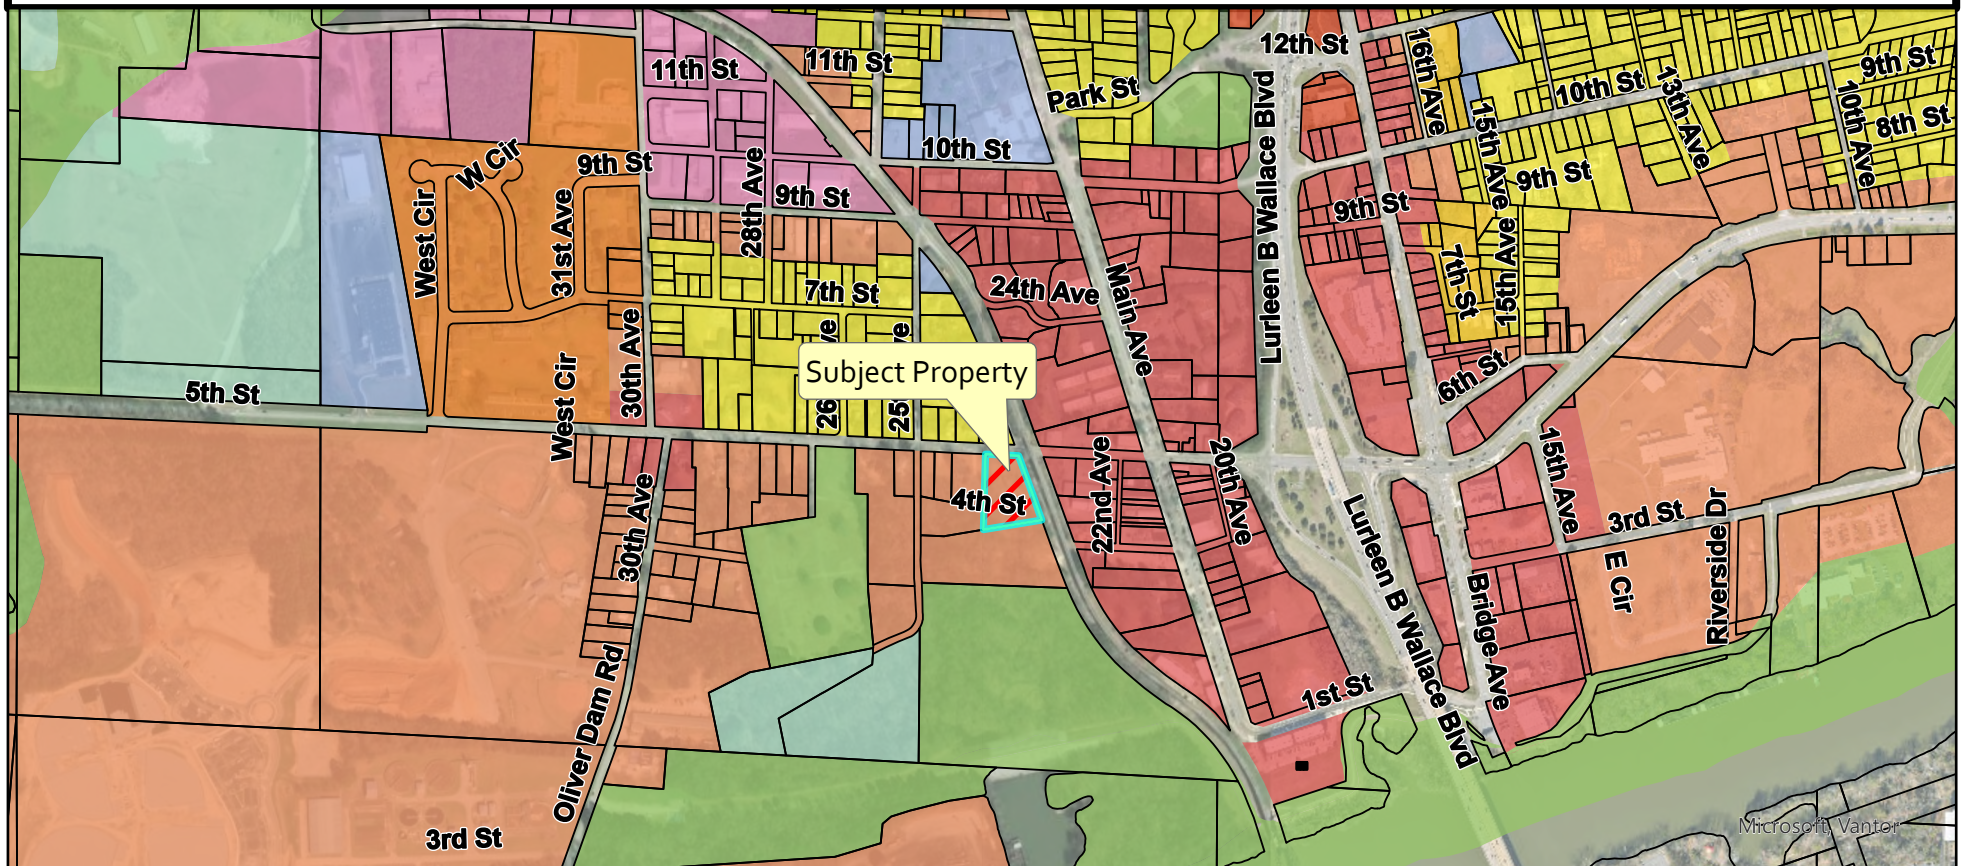 12th St
16th Ave
11th St
11th St
9th St
10th St
13th Ave
Park St
10th Ave
8th St
15th Ave
Lurleen B Wallace Blvd
10th St
W Cir
9th St
28th Ave
9th St
9th St
9th St
West Cir
31st Ave
7th St
15th Ave
7th St
24th Ave
Main Ave
30th Ave
Subject Property
6th St
5th St
West Cir
22nd Ave
20th Ave
15th Ave
4th St
30th Ave
3rd St
Riverside Dr
E Cir
Lurleen B Wallace Blvd
Bridge Ave
Oliver Dam Rd
1st St
3rd St
Microsoft, Vantor